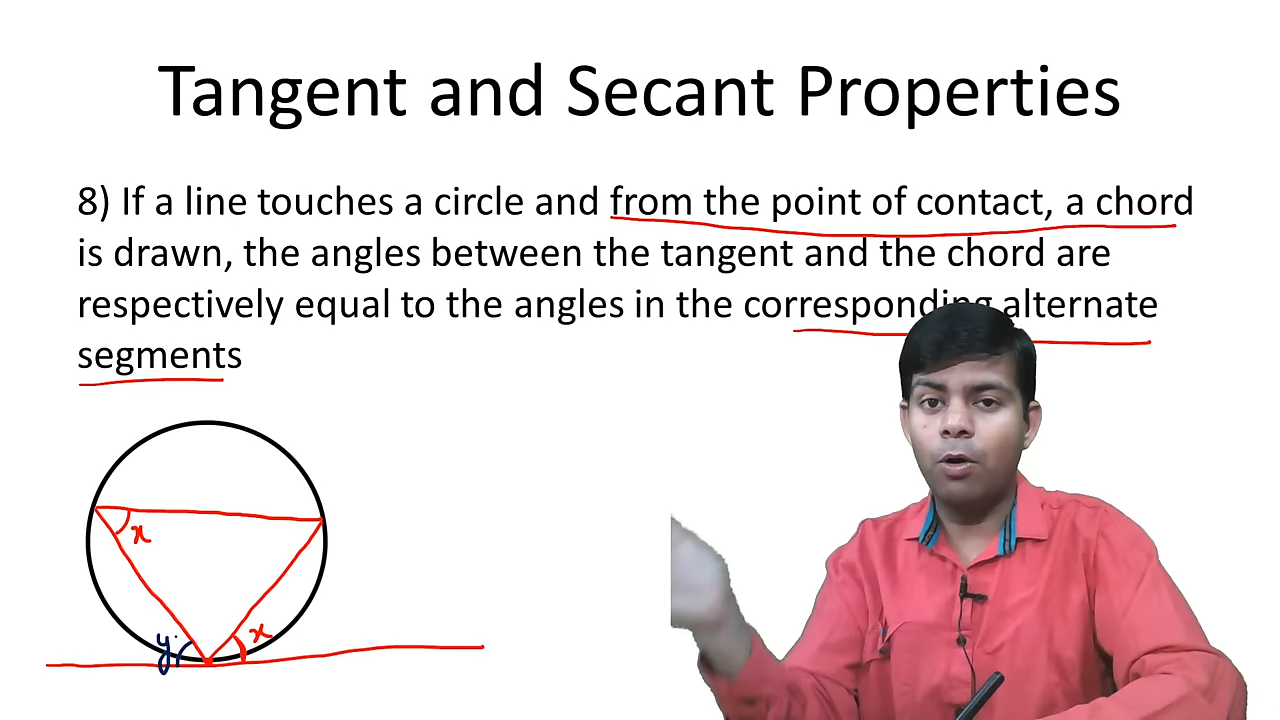 Tangent and Secant Properties
8) If a line touches a circle and from the point of contact, a chord
is drawn, the angles between the tangent and the chord are
respectively equal to the angles in the corresponding alternate
segments
x
y x